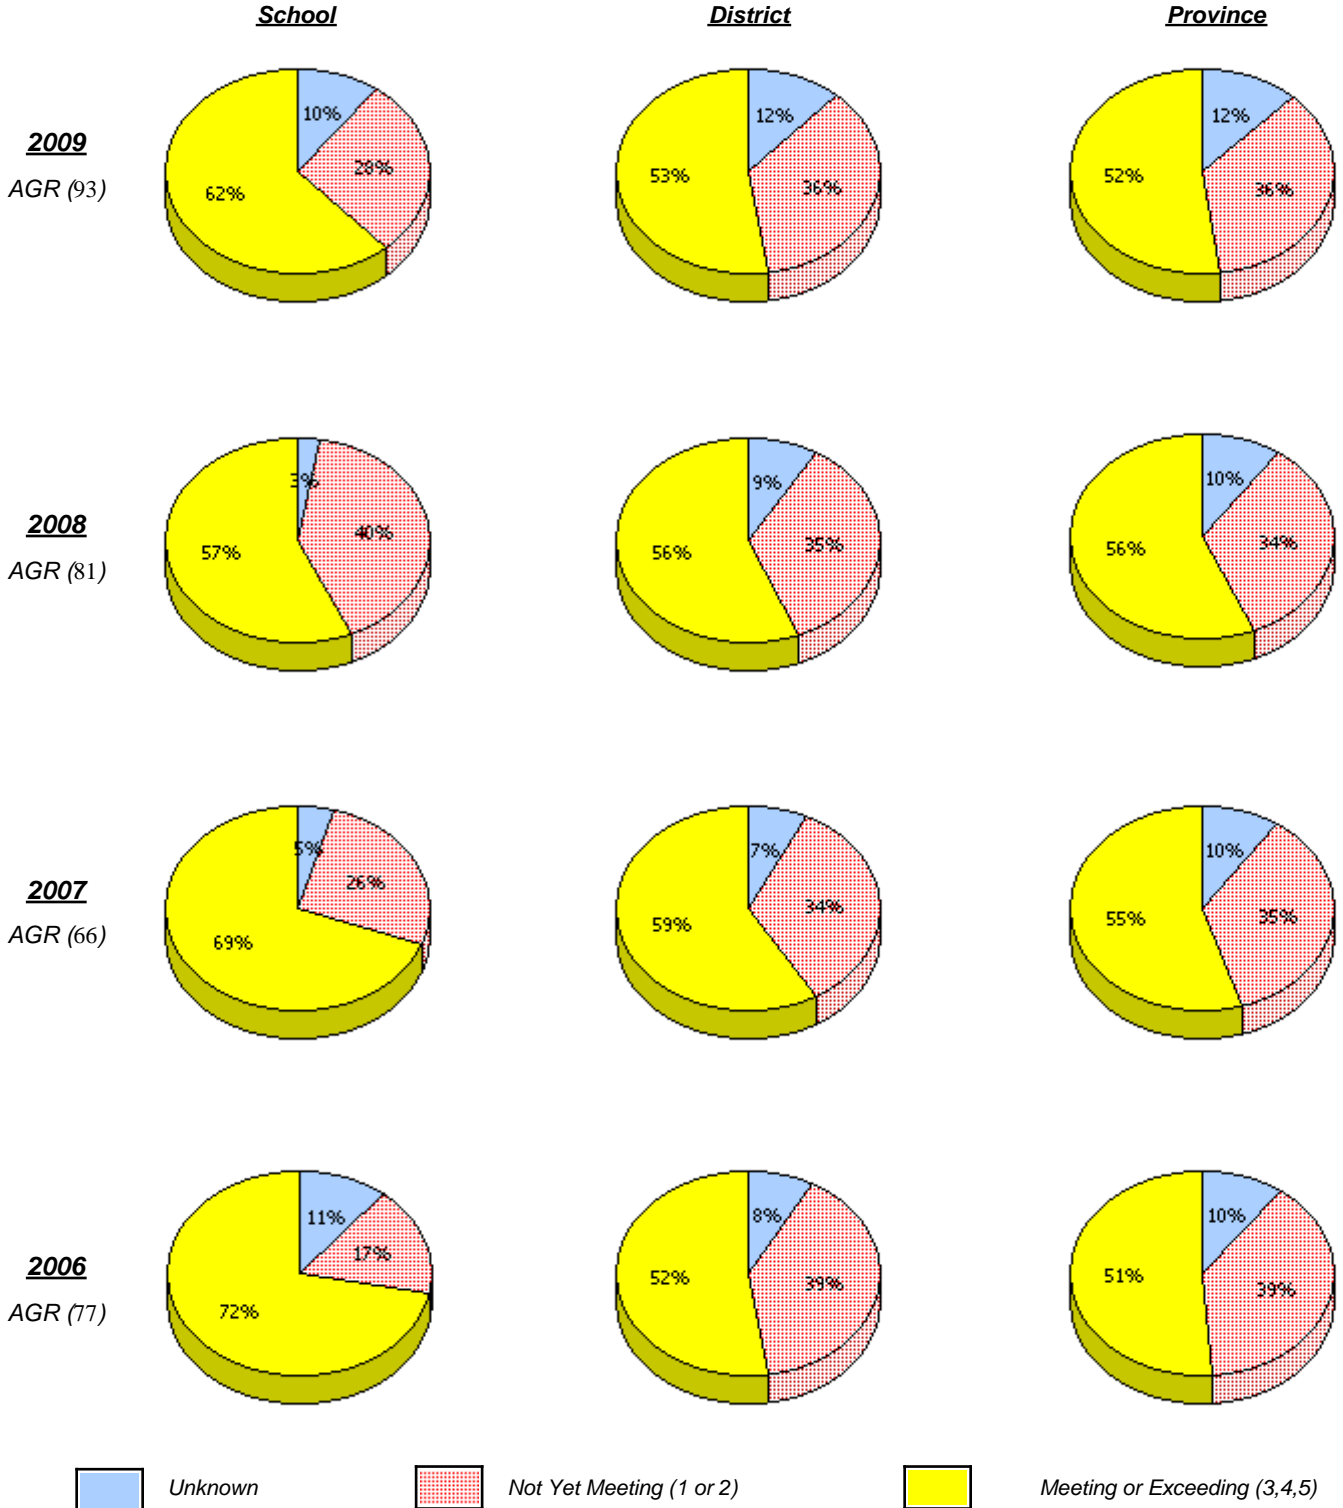 School District Province
10% 12% 12%
2009
28% 53% 36% 52% 36%
AGR (93)
62%
3% 9% 10%
2008
40% 57% 56% 35% 56% 34%
AGR (81)
5% 7% 10%
2007
26% 34% 35%
AGR (66)
69% 59% 55%
11% 8% 10%
17%
2006
52% 39% 51% 39%
AGR (77)
72%
Unknown Not Yet Meeting (1 or 2) Meeting or Exceeding (3,4,5)